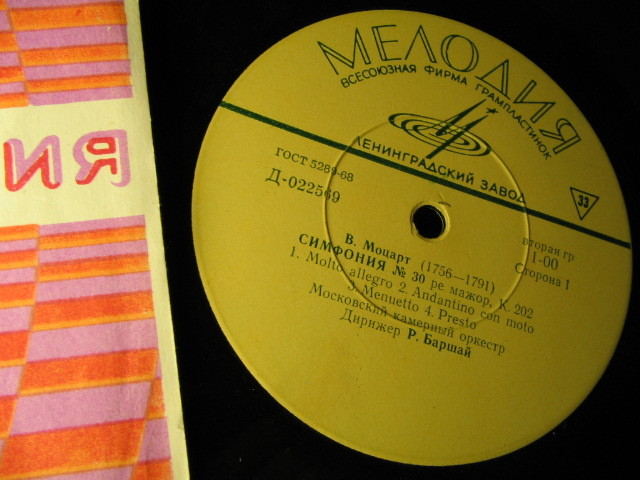 ИЯ
МЕЛОДИЯ
ВСЕСОЮЗНАЯ ФИРМА ГРАМПЛАСТИНОК
ЛЕНИНГРАДСКИЙ ЗАВОД
33
ГОСТ 5289-68
Д-022569
вторая гр
1-00
Сторона 1
В. Моцарт (1756—1791)
СИМФОНИЯ № 30 ре мажор, К. 202
1. Molto allegro 2. Andantino con moto
3. Menuetto 4. Presto
Московский камерный оркестр
Дирижер Р. Баршай